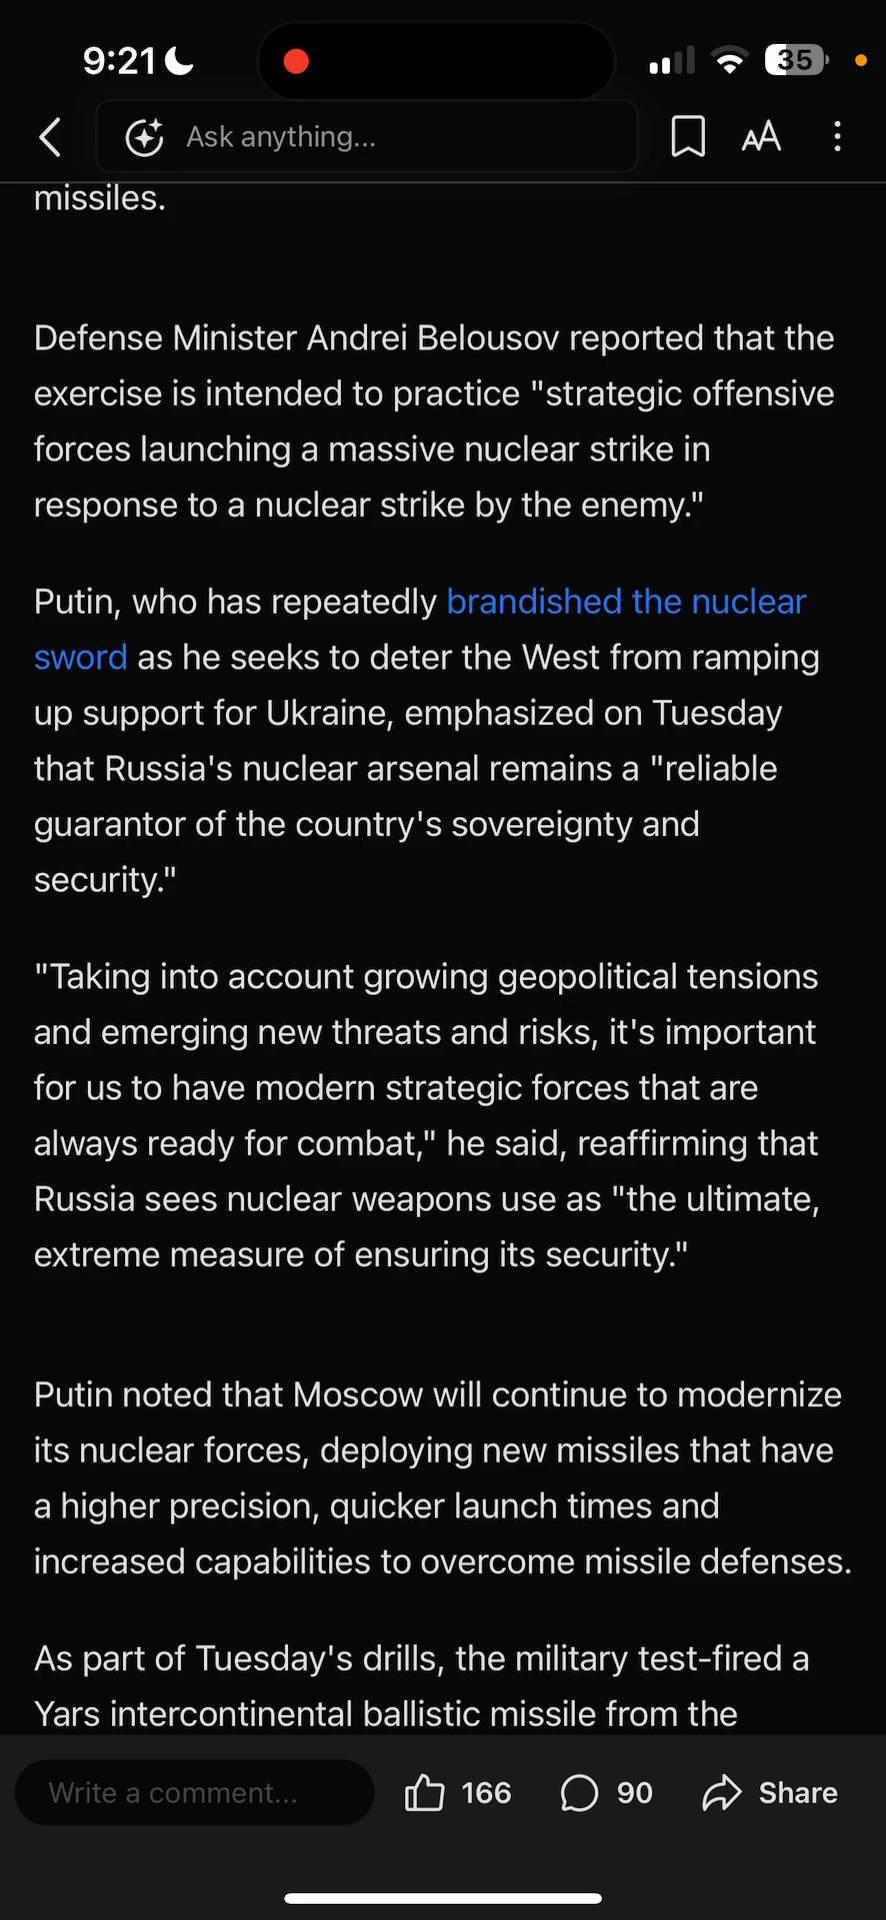 9:21
35
Ask anything...
AA
missiles.
Defense Minister Andrei Belousov reported that the
exercise is intended to practice "strategic offensive
forces launching a massive nuclear strike in
response to a nuclear strike by the enemy."
Putin, who has repeatedly brandished the nuclear
sword as he seeks to deter the West from ramping
up support for Ukraine, emphasized on Tuesday
that Russia's nuclear arsenal remains a "reliable
guarantor of the country's sovereignty and
security."
"Taking into account growing geopolitical tensions
and emerging new threats and risks, it's important
for us to have modern strategic forces that are
always ready for combat," he said, reaffirming that
Russia sees nuclear weapons use as "the ultimate,
extreme measure of ensuring its security."
Putin noted that Moscow will continue to modernize
its nuclear forces, deploying new missiles that have
a higher precision, quicker launch times and
increased capabilities to overcome missile defenses.
As part of Tuesday's drills, the military test-fired a
Yars intercontinental ballistic missile from the
Write a comment...
166
90
Share